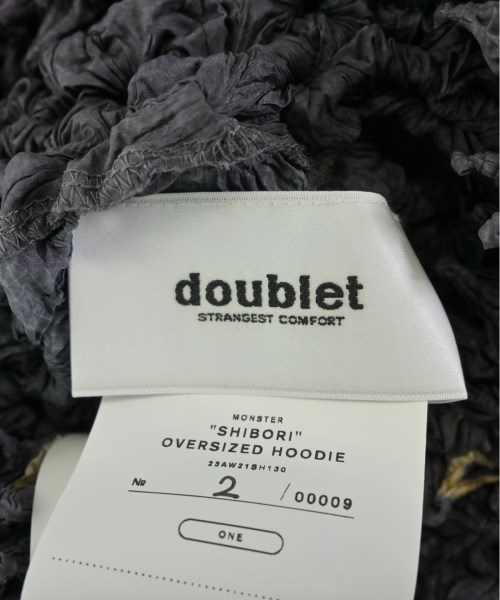 doublet
STRANGEST COMFORT
MONSTER
"SHIBORI"
OVERSIZED HOODIE
23AW21SH130
№ 2 /00009
ONE